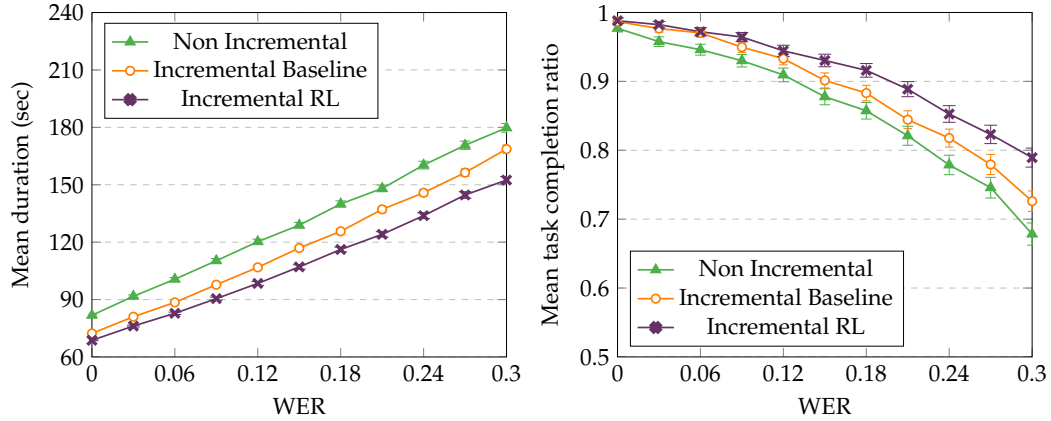 240
210
180
150
120
90
60
Mean duration (sec)
Non Incremental
Incremental Baseline
Incremental RL
0 0.06 0.12 0.18 0.24 0.3
WER
1
0.9
0.8
0.7
0.6
0.5
Mean task completion ratio
Non Incremental
Incremental Baseline
Incremental RL
0 0.06 0.12 0.18 0.24 0.3
WER